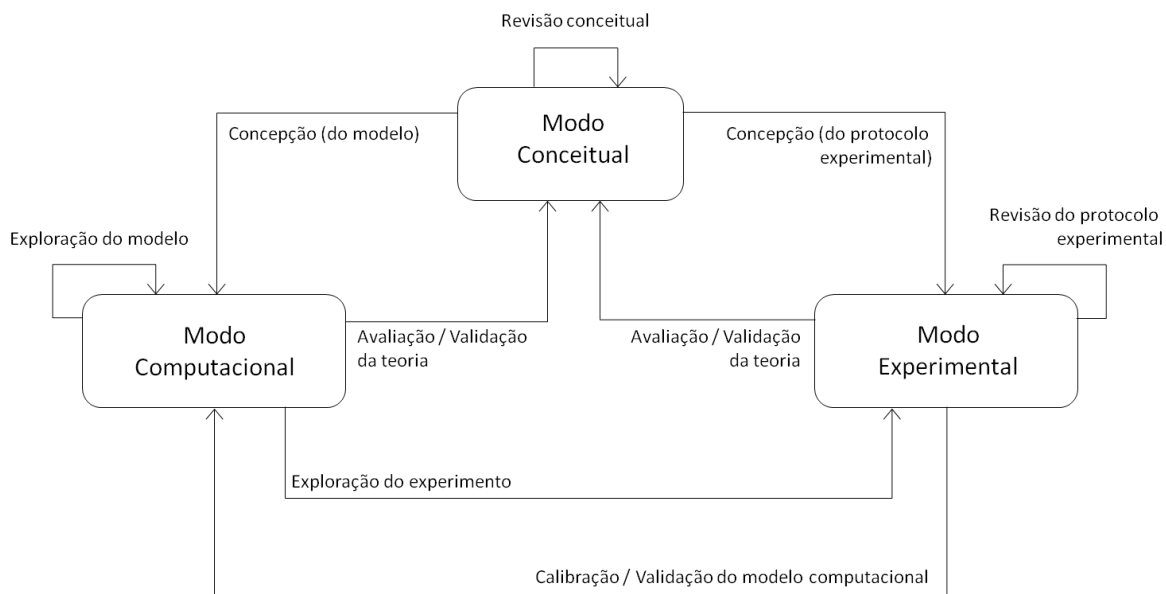 Revisão conceitual
Modo
Conceitual
Concepção (do modelo)
Concepção (do protocolo
experimental)
Revisão do protocolo
experimental
Exploração do modelo
Modo
Computacional
Avaliação / Validação
da teoria
Avaliação / Validação
da teoria
Modo
Experimental
Exploração do experimento
Calibração / Validação do modelo computacional